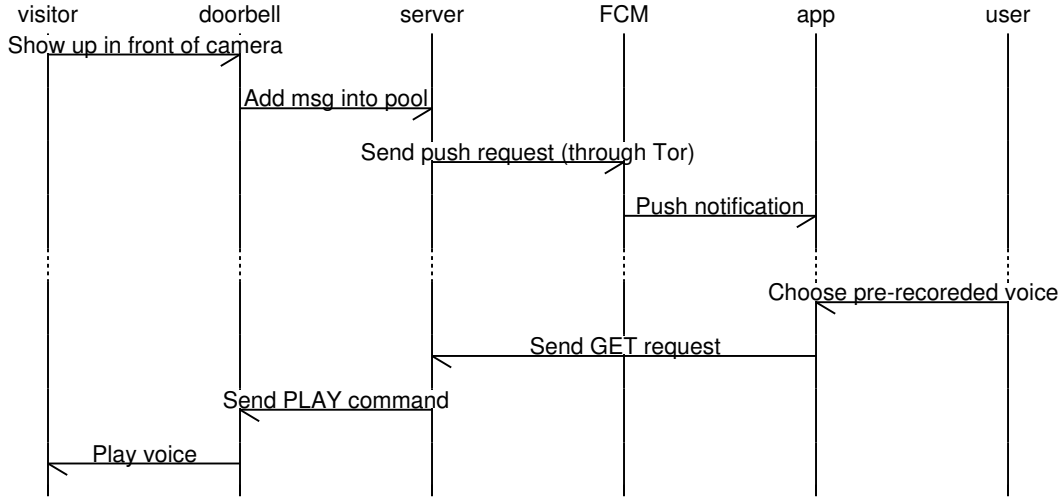 visitor doorbell server FCM app user
Show up in front of camera
Add msg into pool
Send push request (through Tor)
Push notification
Choose pre-recoreded voice
Send GET request
Send PLAY command
Play voice